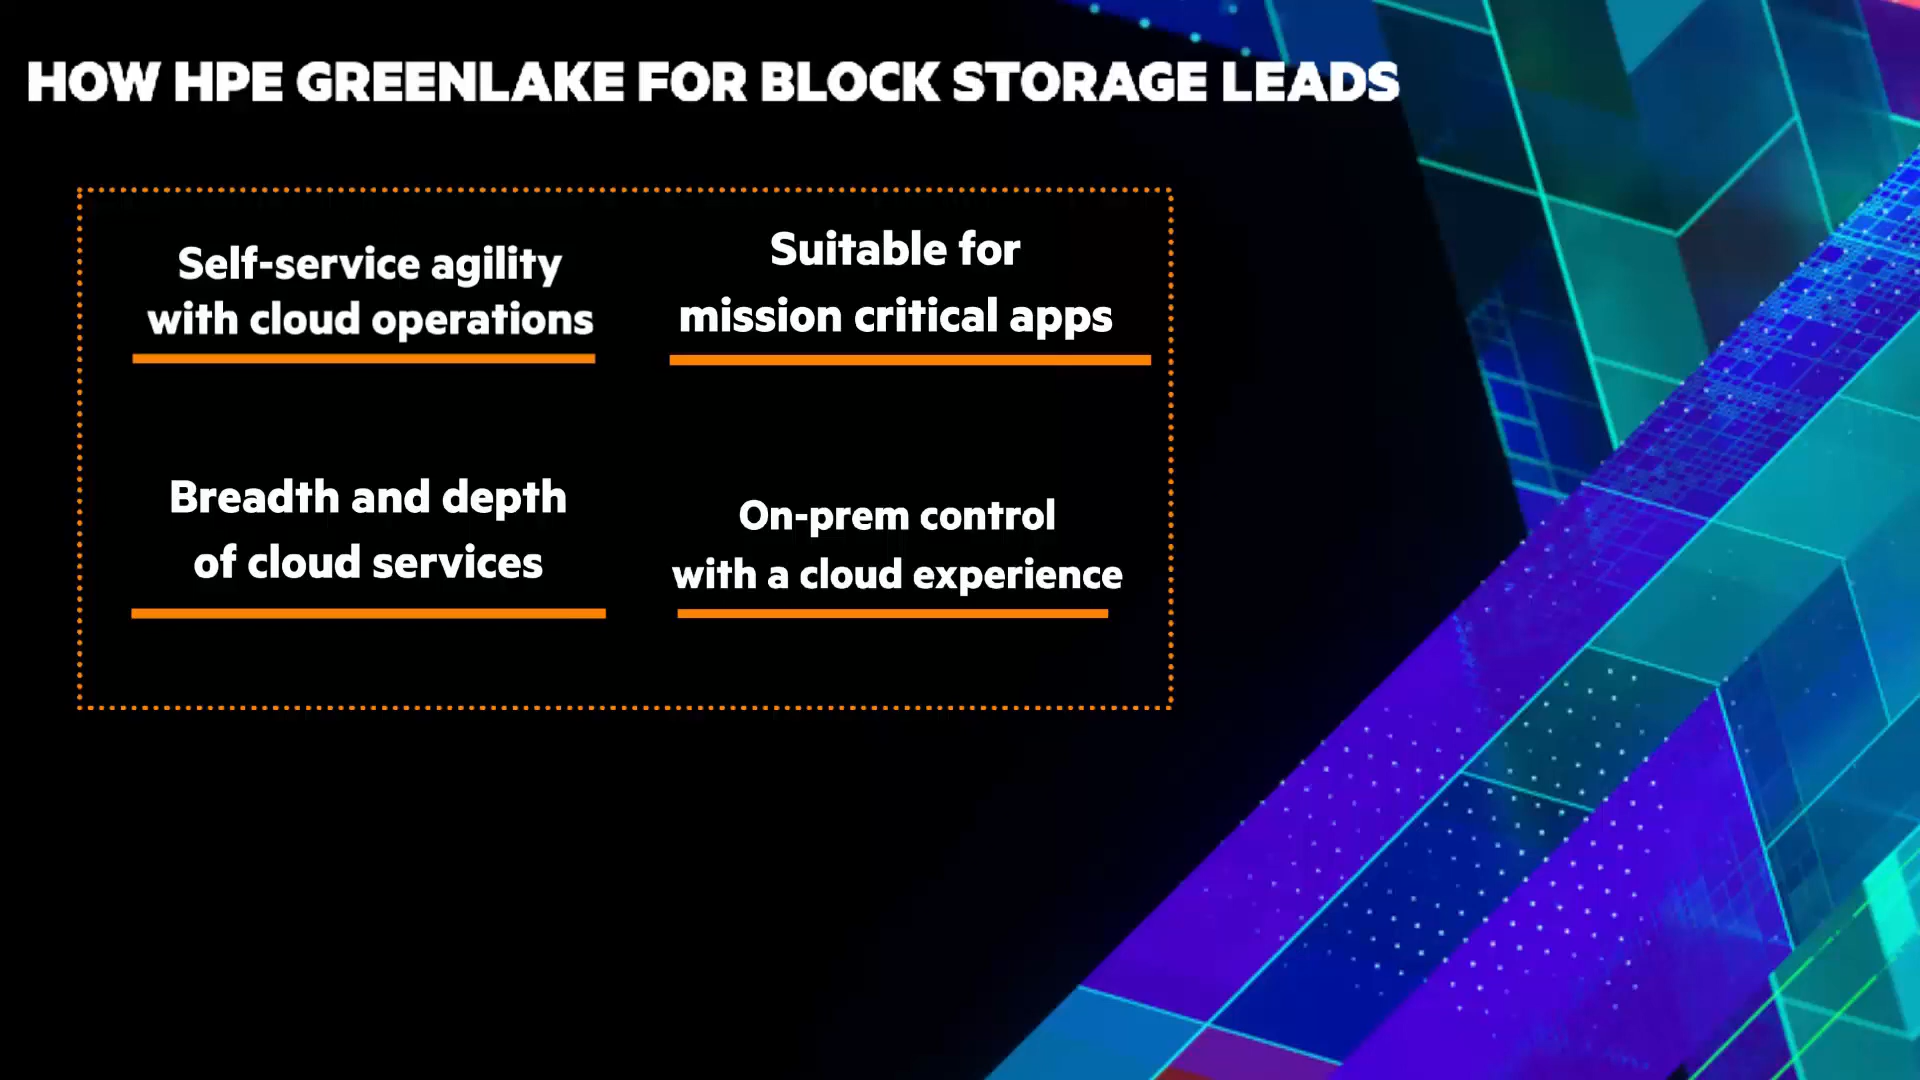 HOW HPE GREENLAKE FOR BLOCK STORAGE LEADS
Self-service agility
with cloud operations
Suitable for
mission critical apps
Breadth and depth
of cloud services
On-prem control
with a cloud experience